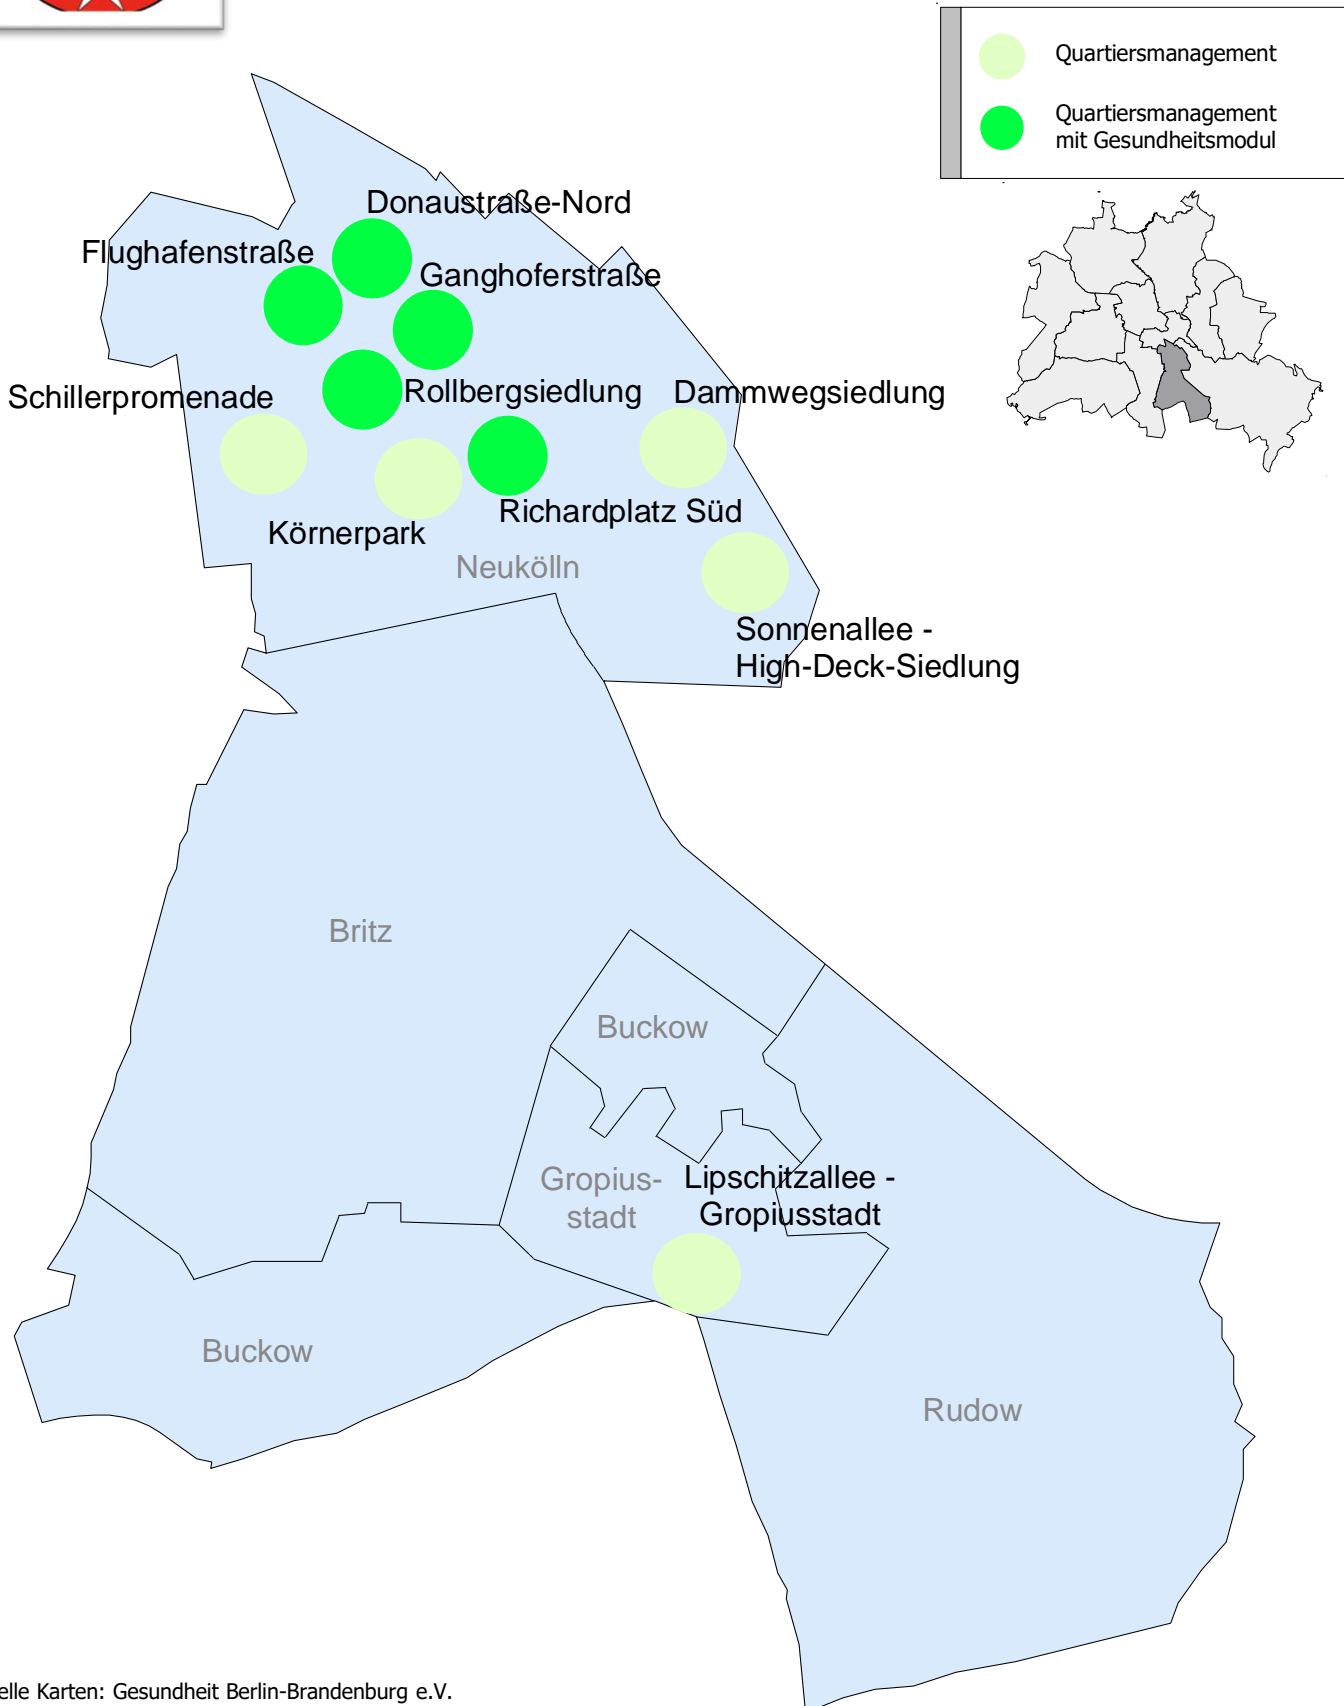 Quartiersmanagement
Quartiersmanagement
mit Gesundheitsmodul
Donaustraße-Nord
Flughafenstraße
Ganghoferstraße
Schillerpromenade
Rollbergsiedlung
Dammwegsiedlung
Richardplatz Süd
Körnerpark
Neukölln
Sonnenallee -
High-Deck-Siedlung
Britz
Buckow
Gropius-
stadt
Lipschitzallee -
Gropiusstadt
Buckow
Rudow
elle Karten: Gesundheit Berlin-Brandenburg e.V.